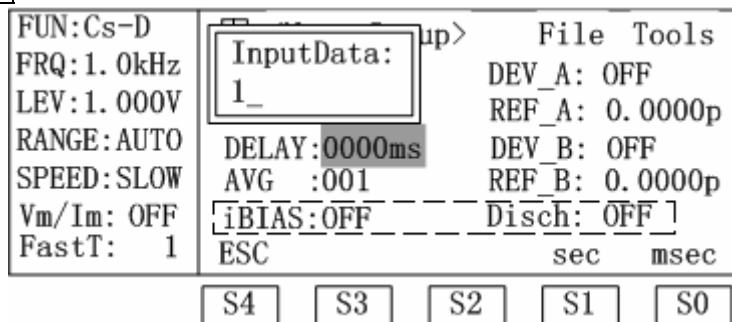 FUN:Cs-D
FRQ:1.0kHz
LEV:1.000V
RANGE:AUTO
SPEED:SLOW
Vm/Im: OFF
FastT: 1
up> File Tools
InputData:
1_
DEV_A: OFF
REF_A: 0.0000p
DELAY:0000ms DEV_B: OFF
AVG :001 REF_B: 0.0000p
iBIAS:OFF Disch: OFF
ESC sec msec
S4 S3 S2 S1 S0